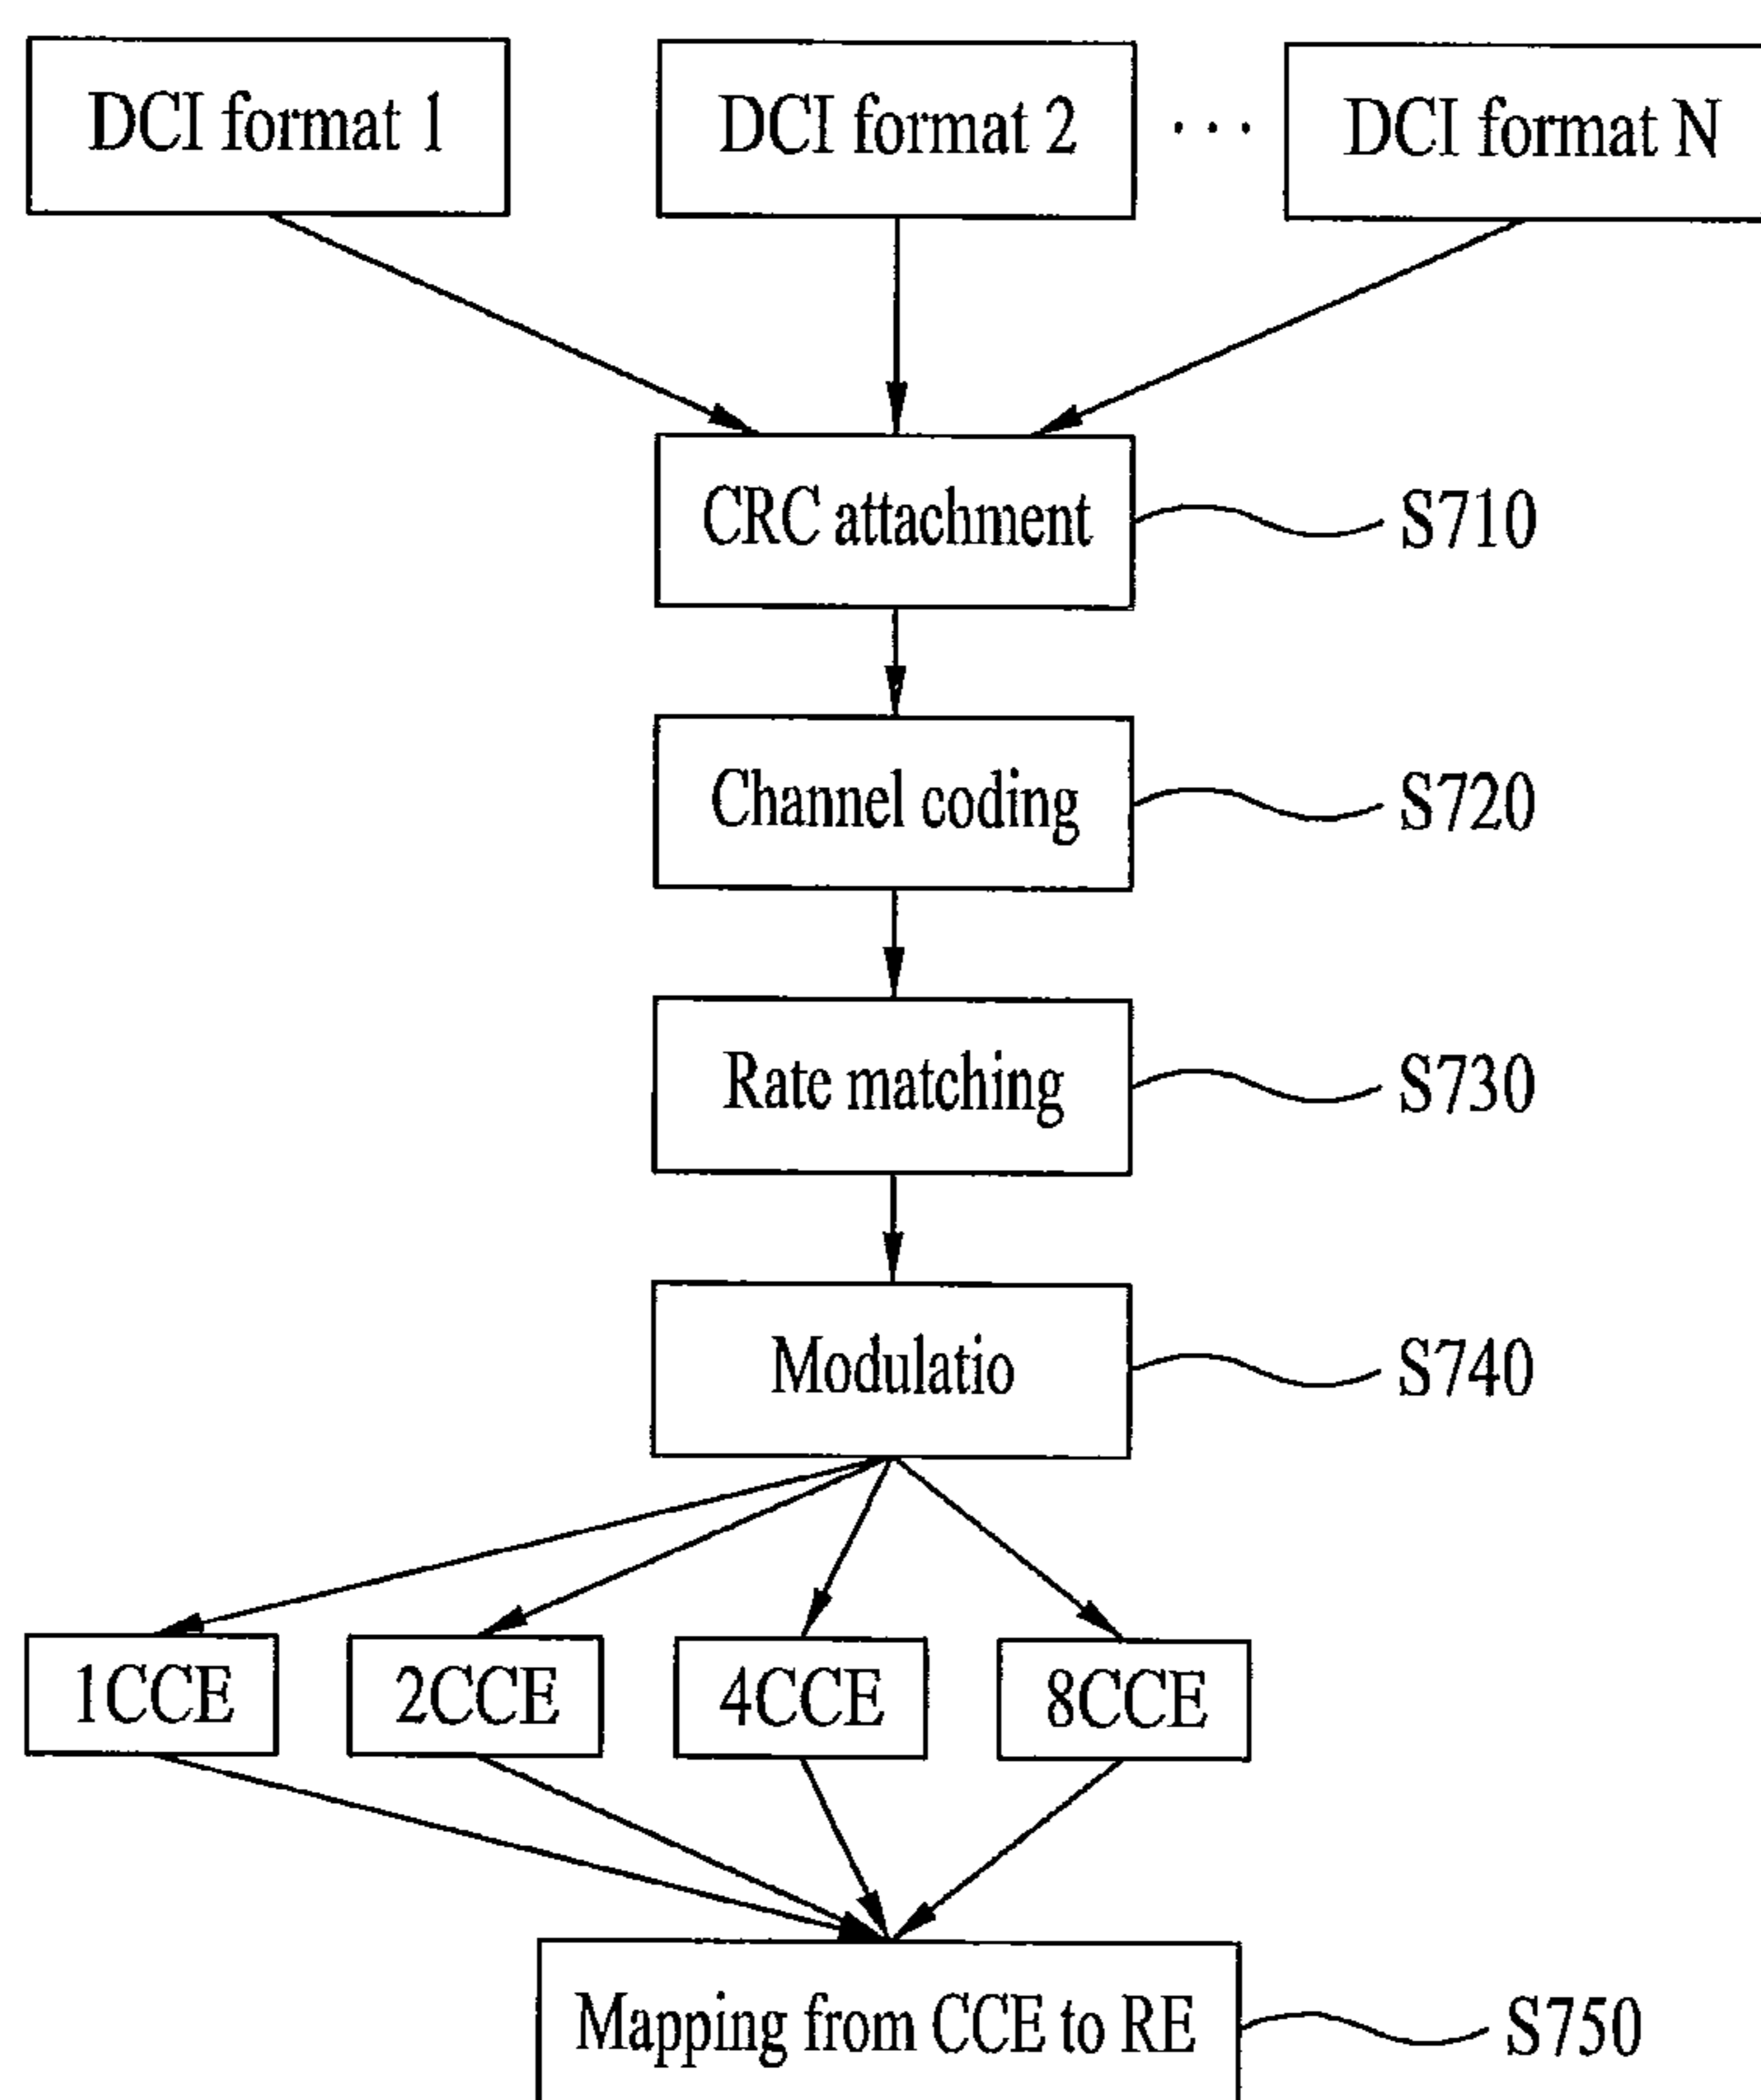 DCI format 1
DCI format 2
...
DCI format N
CRC attachment
S710
Channel coding
S720
Rate matching
S730
Modulatio
S740
1CCE
2CCE
4CCE
8CCE
Mapping from CCE to RE
S750